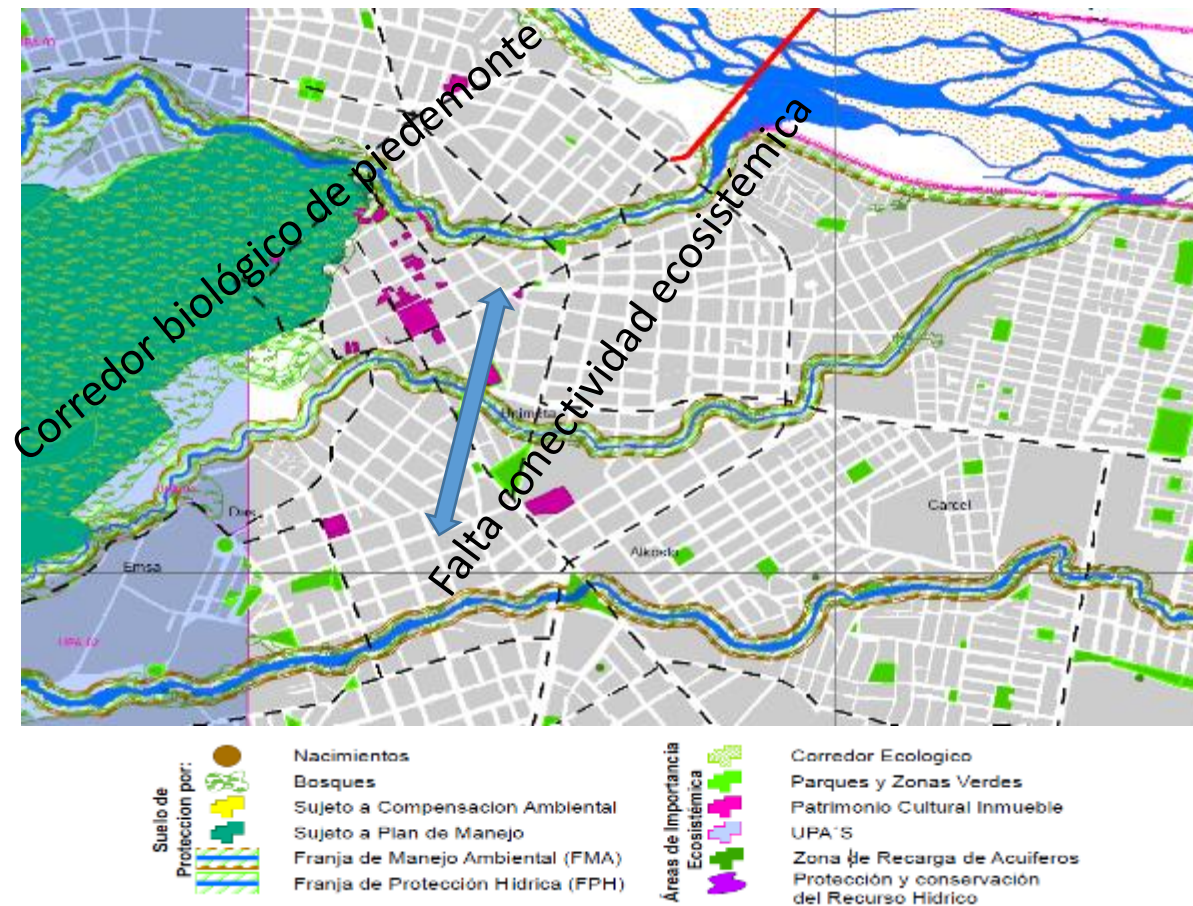 Corredor biológico de piedemonte
Falta conectividad ecosistémica
Unimeta
Carcel
Emsa
UPA 02
Suelo de
Proteccion por:
Nacimientos
Bosques
Sujeto a Compensacion Ambiental
Sujeto a Plan de Manejo
Franja de Manejo Ambiental (FMA)
Franja de Protección Hídrica (FPH)
Áreas de Importancia
Ecosistémica
Corredor Ecologico
Parques y Zonas Verdes
Patrimonio Cultural Inmueble
UPA´S
Zona de Recarga de Acuiferos
Protección y conservación
del Recurso Hídrico